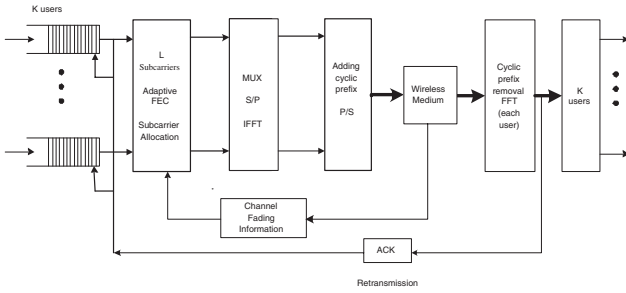 K users
L
Subcarriers
Adaptive
FEC
Subcarrier
Allocation
MUX
S/P
IFFT
Adding
cyclic
prefix
P/S
Wireless
Medium
Cyclic
prefix
removal
FFT
(each
user)
K
users
Channel
Fading
Information
ACK
Retransmission